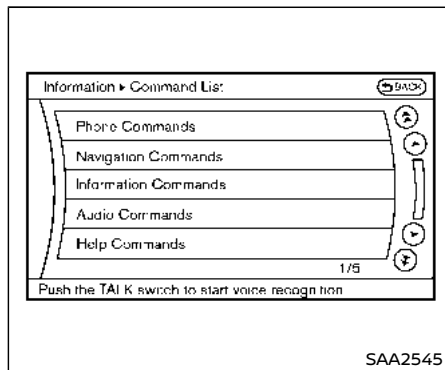 Information ▸ Command List
BACK
Phone Commands
Navigation Commands
Information Commands
Audio Commands
Help Commands
1/5
Push the TALK switch to start voice recognition
SAA2545